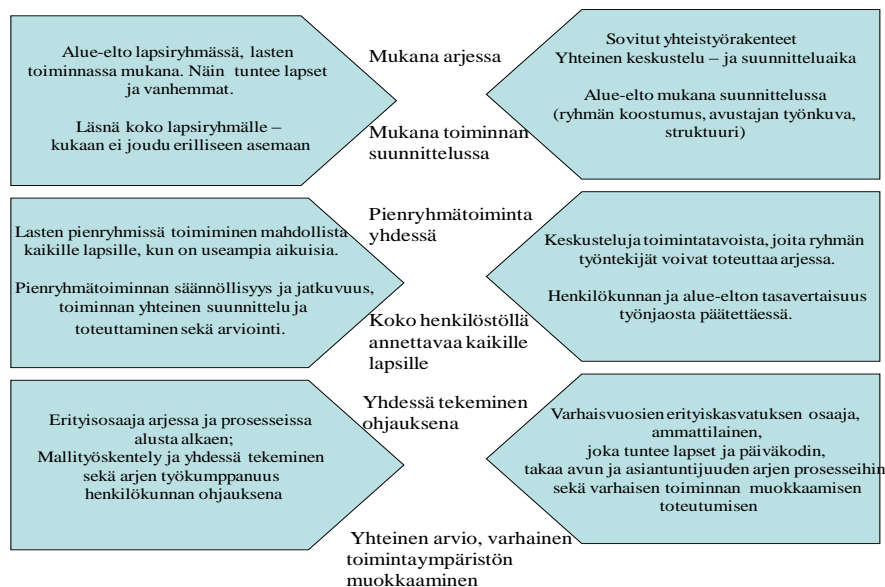 Alue-elto lapsiryhmässä, lasten
toiminnassa mukana. Näin tuntee lapset
ja vanhemmat.
Läsnä koko lapsiryhmälle –
kukaan ei joudu erilliseen asemaan
Mukana arjessa
Mukana toiminnan
suunnittelussa
Sovitut yhteistyörakenteet
Yhteinen keskustelu – ja suunnitteluaika
Alue-elto mukana suunnittelussa
(ryhmän koostumus, avustajan työnkuva,
struktuuri)
Lasten pienryhmissä toimiminen mahdollista
kaikille lapsille, kun on useampia aikuisia.
Pienryhmätoiminnan säännöllisyys ja jatkuvuus,
toiminnan yhteinen suunnittelu ja
toteuttaminen sekä arviointi.
Pienryhmätoiminta
yhdessä
Koko henkilöstöllä
annettavaa kaikille
lapsille
Keskusteluja toimintatavoista, joita ryhmän
työntekijät voivat toteuttaa arjessa.
Henkilökunnan ja alue-elton tasavertaisuus
työnjaosta päätettäessä.
Erityisosaaja arjessa ja prosesseissa
alusta alkaen;
Mallityöskentely ja yhdessä tekeminen
sekä arjen työkumppanuus
henkilökunnan ohjauksena
Yhdessä tekeminen
ohjauksena
Varhaisvuosien erityiskasvatuksen osaaja,
ammattilainen,
joka tuntee lapset ja päiväkodin,
takaa avun ja asiantuntijuuden arjen prosesseihin
sekä varhaisen toiminnan muokkaamisen
toteutumisen
Yhteinen arvio, varhainen
toimintaympäristön
muokkaaminen